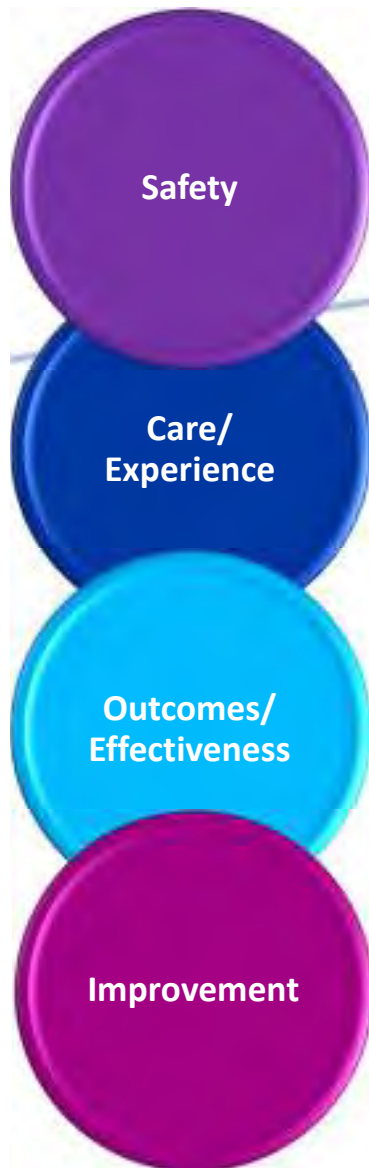 Safety
Care/
Experience
Outcomes/
Effectiveness
Improvement